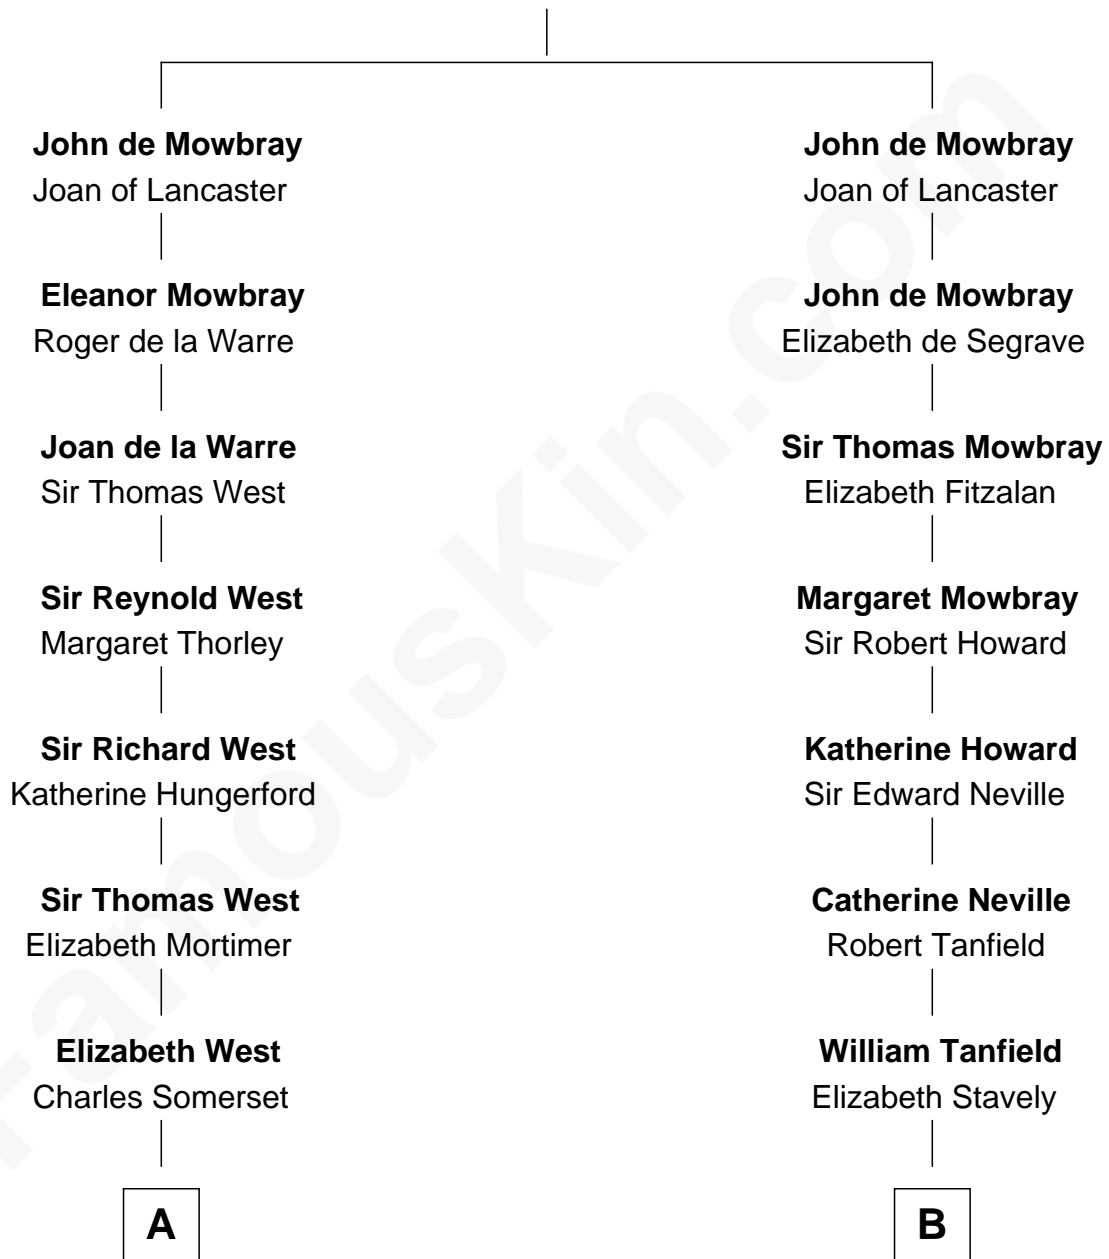 John de Mowbray
Joan of Lancaster
Eleanor Mowbray
Roger de la Warre
Joan de la Warre
Sir Thomas West
Sir Reynold West
Margaret Thorley
Sir Richard West
Katherine Hungerford
Sir Thomas West
Elizabeth Mortimer
Elizabeth West
Charles Somerset
A
John de Mowbray
Joan of Lancaster
John de Mowbray
Elizabeth de Segrave
Sir Thomas Mowbray
Elizabeth Fitzalan
Margaret Mowbray
Sir Robert Howard
Katherine Howard
Sir Edward Neville
Catherine Neville
Robert Tanfield
William Tanfield
Elizabeth Stavely
B
FamousKin.com